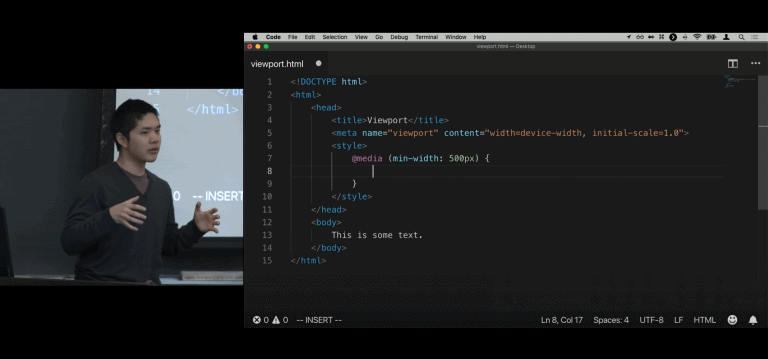 Code File Edit Selection View Go Debug Terminal Window Help
viewport.html — Desktop
viewport.html
1 <!DOCTYPE html>
2 <html>
3 <head>
4 <title>Viewport</title>
5 <meta name="viewport" content="width=device-width, initial-scale=1.0">
6 <style>
7 @media (min-width: 500px) {
8
9 }
10 </style>
11 </head>
12 <body>
13 This is some text.
14 </body>
15 </html>
0 0 -- INSERT -- Ln 8, Col 17 Spaces: 4 UTF-8 LF HTML
14
</html>
0 -- INSERT